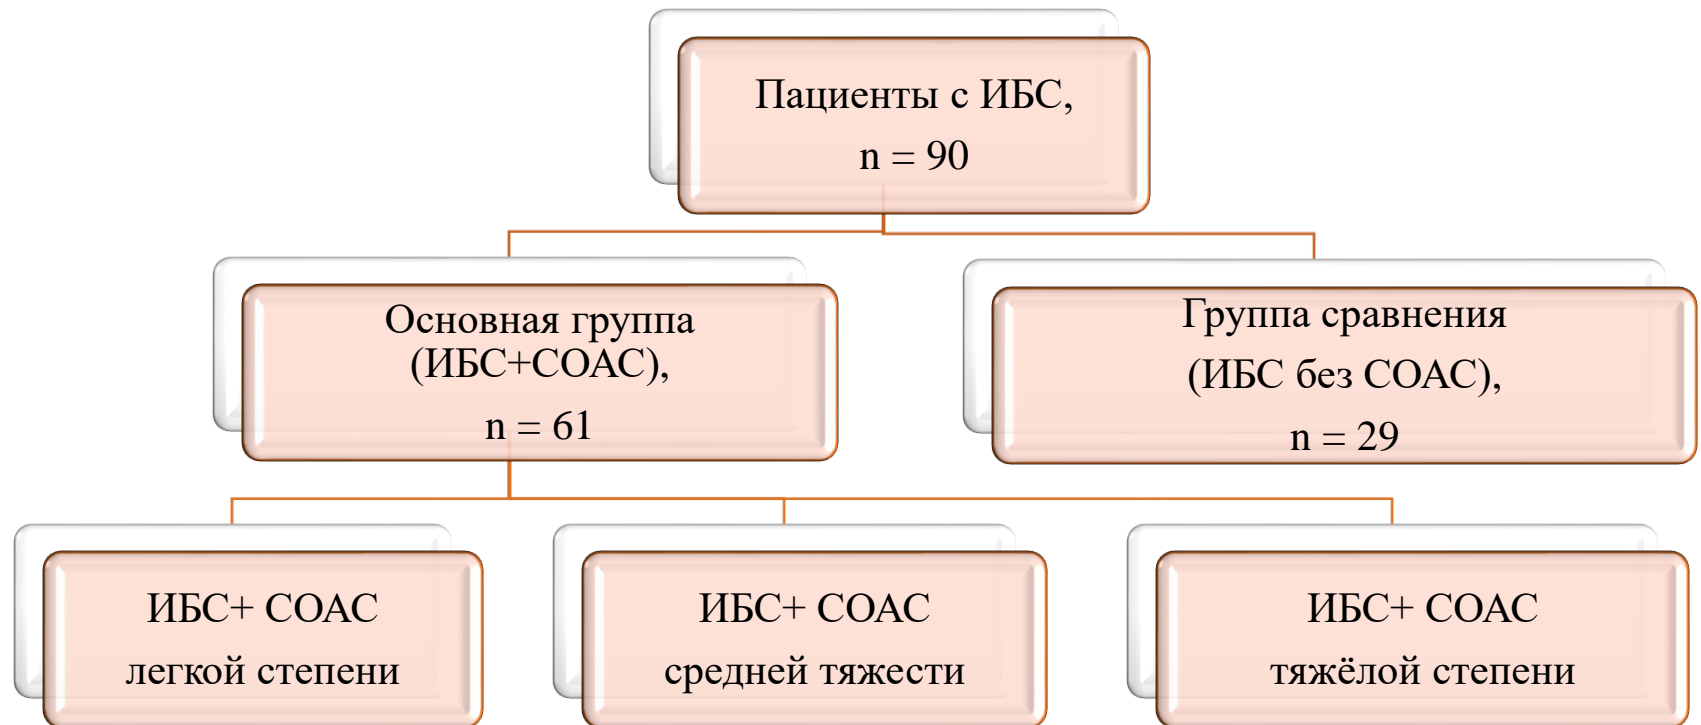 Пациенты с ИБС,
n = 90
Основная группа
(ИБС+СОАС),
n = 61
Группа сравнения
(ИБС без СОАС),
n = 29
ИБС+ СОАС
легкой степени
ИБС+ СОАС
средней тяжести
ИБС+ СОАС
тяжёлой степени